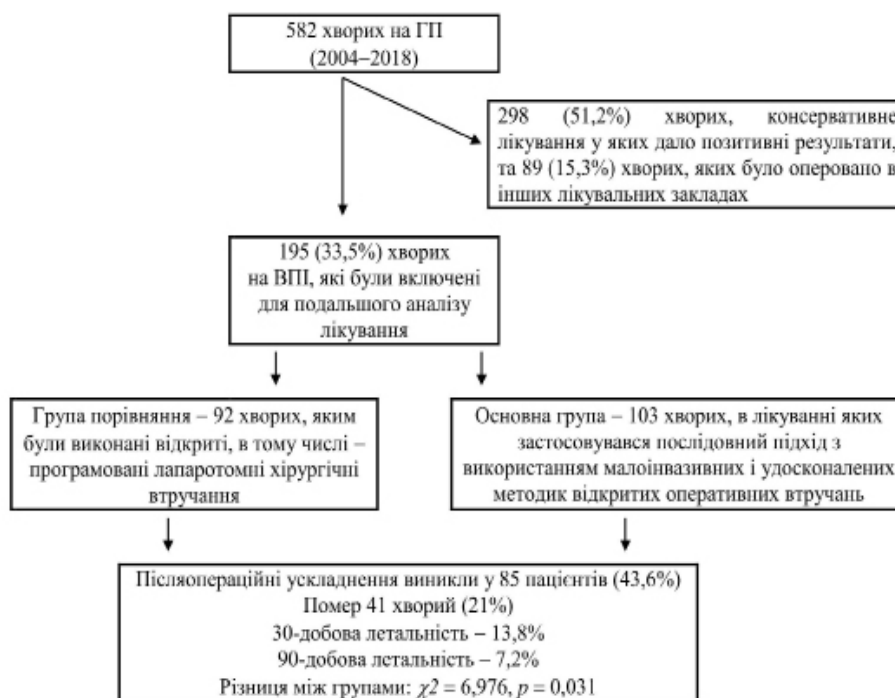 582 хворих на ГП
(2004–2018)
298 (51,2%) хворих, консервативне
лікування у яких дало позитивні результати,
та 89 (15,3%) хворих, яких було оперовано в
інших лікувальних закладах
195 (33,5%) хворих
на ВПІ, які були включені
для подальшого аналізу
лікування
Група порівняння – 92 хворих, яким
були виконані відкриті, в тому числі –
програмовані лапаротомні хірургічні
втручання
Основна група – 103 хворих, в лікуванні яких
застосовувався послідовний підхід з
використанням малоінвазивних і удосконалених
методик відкритих оперативних втручань
Післяопераційні ускладнення виникли у 85 пацієнтів (43,6%)
Помер 41 хворий (21%)
30-добова летальність – 13,8%
90-добова летальність – 7,2%
Різниця між групами: χ2 = 6,976, p = 0,031